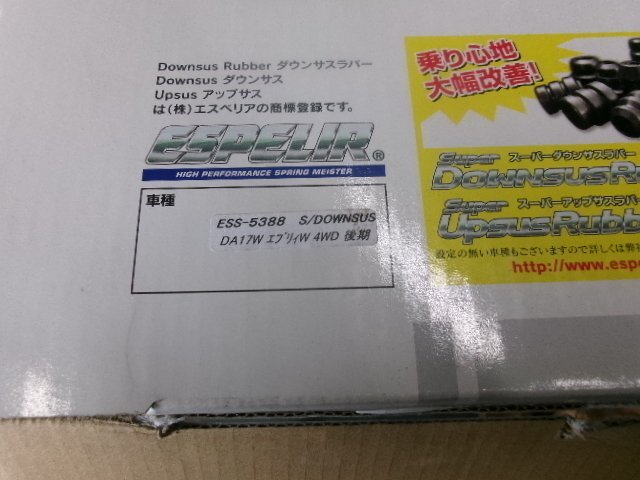 Downsus Rubber ダウンサスラバー
Downsus ダウンサス
Upsus アップサス
は(株)エスペリアの商標登録です。
ESPELIR®
HIGH PERFORMANCE SPRING MEISTER
車種
ESS-5388 S/DOWNSUS
DA17W エブリィW 4WD 後期
乗り心地
大幅改善!
Super スーパーダウンサスラバー
DOWNSUSR
Super スーパーアップサスラバー
UpsusRubbe
設定の無い車種もございますので詳しくは弊
http://www.espe